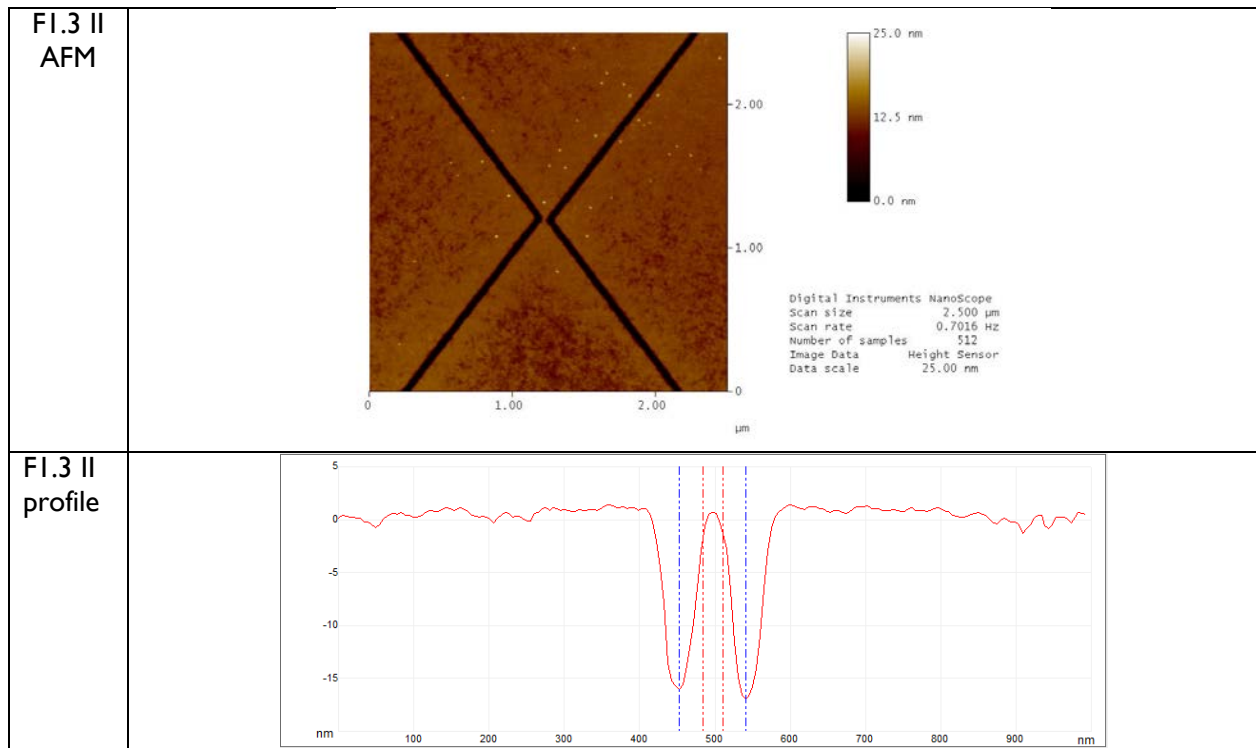 F1.3 II
AFM
25.0 nm
12.5 nm
0.0 nm
2.00
1.00
0
0
1.00
2.00
µm
Digital Instruments NanoScope
Scan size 2.500 µm
Scan rate 0.7016 Hz
Number of samples 512
Image Data Height Sensor
Data scale 25.00 nm
F1.3 II
profile
5
0
-5
-10
-15
nm 100 200 300 400 500 600 700 800 900 nm